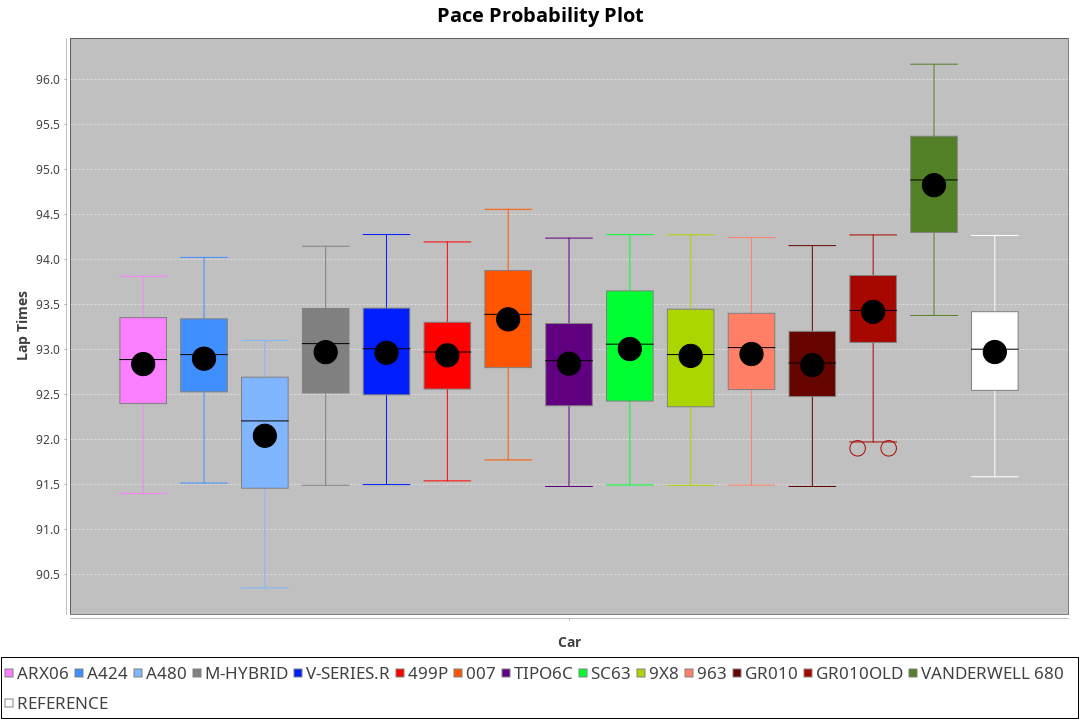 Pace Probability Plot
96.0
95.5
95.0
94.5
94.0
93.5
93.0
92.5
92.0
91.5
91.0
90.5
Lap Times
Car
ARX06 A424 A480 M-HYBRID V-SERIES.R 499P 007 TIPO6C SC63 9X8 963 GR010 GR010OLD VANDERWELL 680
REFERENCE